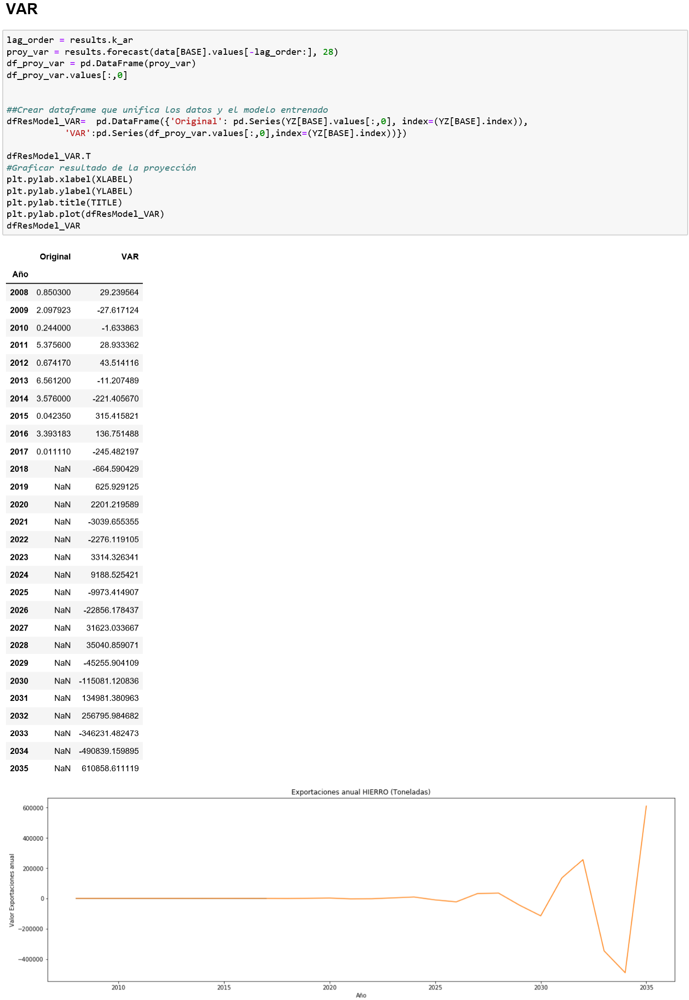 VAR
lag_order = results.k_ar
proy_var = results.forecast(data[BASE].values[-lag_order:], 28)
df_proy_var = pd.DataFrame(proy_var)
df_proy_var.values[:,0]
##Crear dataframe que unifica los datos y el modelo entrenado
dfResModel_VAR=  pd.DataFrame({'Original': pd.Series(YZ[BASE].values[:,0], index=(YZ[BASE].index)),
'VAR':pd.Series(df_proy_var.values[:,0],index=(YZ[BASE].index))})
dfResModel_VAR.T
#Graficar resultado de la proyección
plt.pylab.xlabel(XLABEL)
plt.pylab.ylabel(YLABEL)
plt.pylab.title(TITLE)
plt.pylab.plot(dfResModel_VAR)
dfResModel_VAR
Original VAR
Año
2008 0.850300 29.239564
2009 2.097923 -27.617124
2010 0.244000 -1.633863
2011 5.375600 28.933362
2012 0.674170 43.514116
2013 6.561200 -11.207489
2014 3.576000 -221.405670
2015 0.042350 315.415821
2016 3.393183 136.751488
2017 0.011110 -245.482197
2018 NaN -664.590429
2019 NaN 625.929125
2020 NaN 2201.219589
2021 NaN -3039.655355
2022 NaN -2276.119105
2023 NaN 3314.326341
2024 NaN 9188.525421
2025 NaN -9973.414907
2026 NaN -22856.178437
2027 NaN 31623.033667
2028 NaN 35040.859071
2029 NaN -45255.904109
2030 NaN -115081.120836
2031 NaN 134981.380963
2032 NaN 256795.984682
2033 NaN -346231.482473
2034 NaN -490839.159895
2035 NaN 610858.611119
Exportaciones anual HIERRO (Toneladas)
Valor Exportaciones anual
600000
400000
200000
0
−200000
−400000
2010 2015 2020 2025 2030 2035
Año